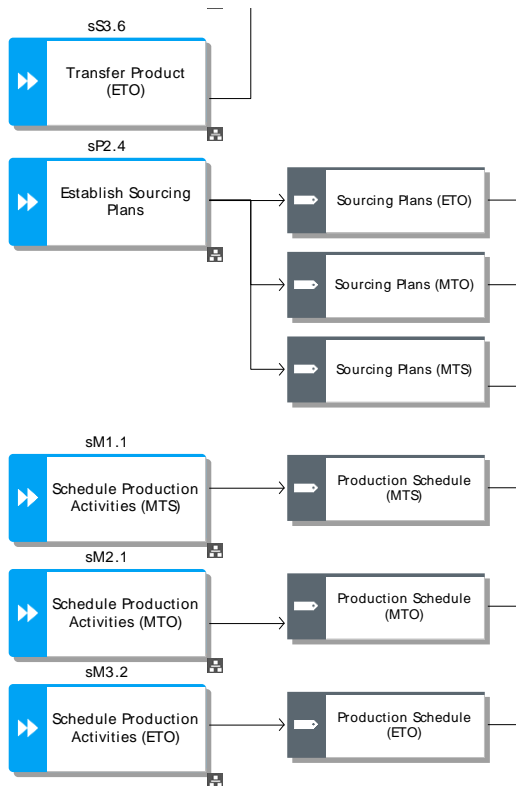 sS3.6
Transfer Product
(ETO)
sP2.4
Establish Sourcing
Plans
Sourcing Plans (ETO)
Sourcing Plans (MTO)
Sourcing Plans (MTS)
sM1.1
Schedule Production
Activities (MTS)
Production Schedule
(MTS)
sM2.1
Schedule Production
Activities (MTO)
Production Schedule
(MTO)
sM3.2
Schedule Production
Activities (ETO)
Production Schedule
(ETO)